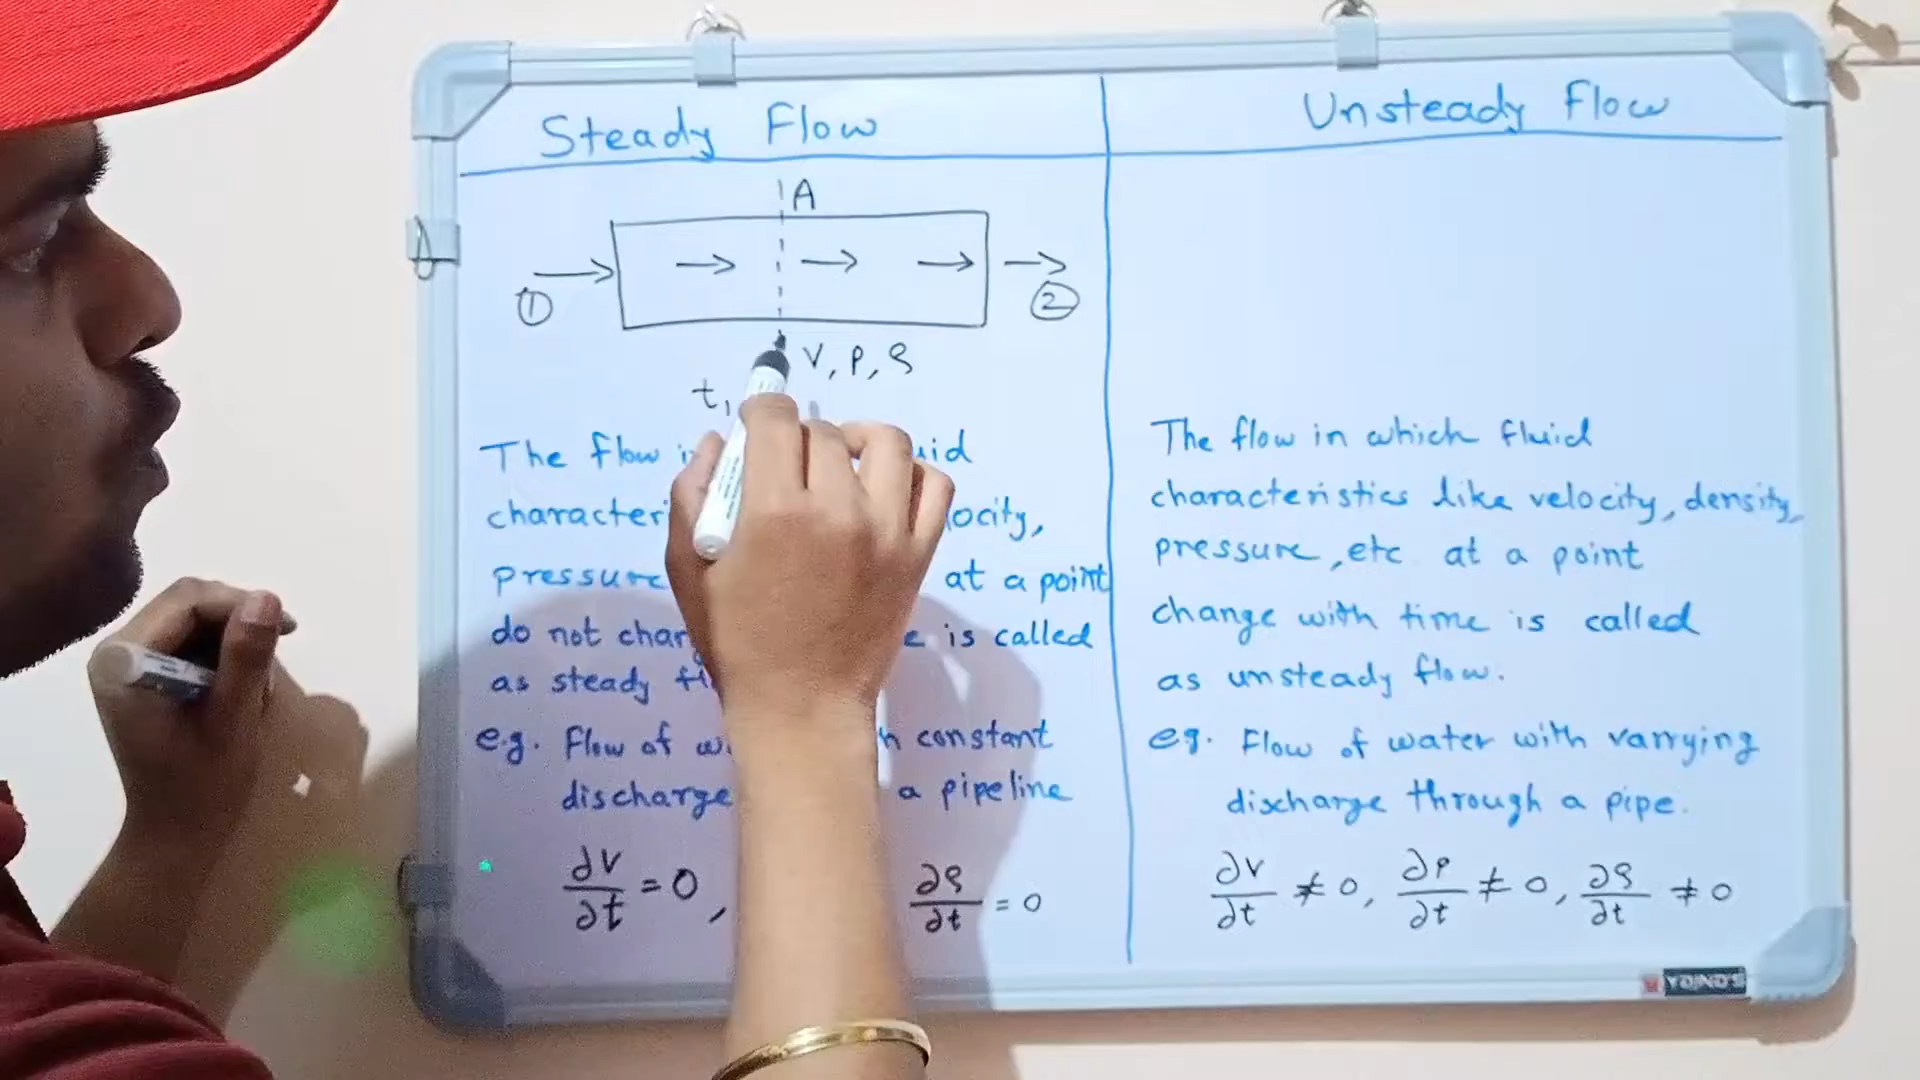 Steady Flow
A
① ②
V, P, ρ
t₁
The flow
characteri locity,
pressure at a point
do not is called
as steady
e.g. Flow of constant
discharge a pipeline
∂V/∂t = 0, ∂ρ/∂t = 0
Unsteady Flow
The flow in which fluid
characteristics like velocity, density,
pressure, etc at a point
change with time is called
as unsteady flow.
eg. Flow of water with varrying
discharge through a pipe.
∂V/∂t ≠ 0, ∂P/∂t ≠ 0, ∂ρ/∂t ≠ 0